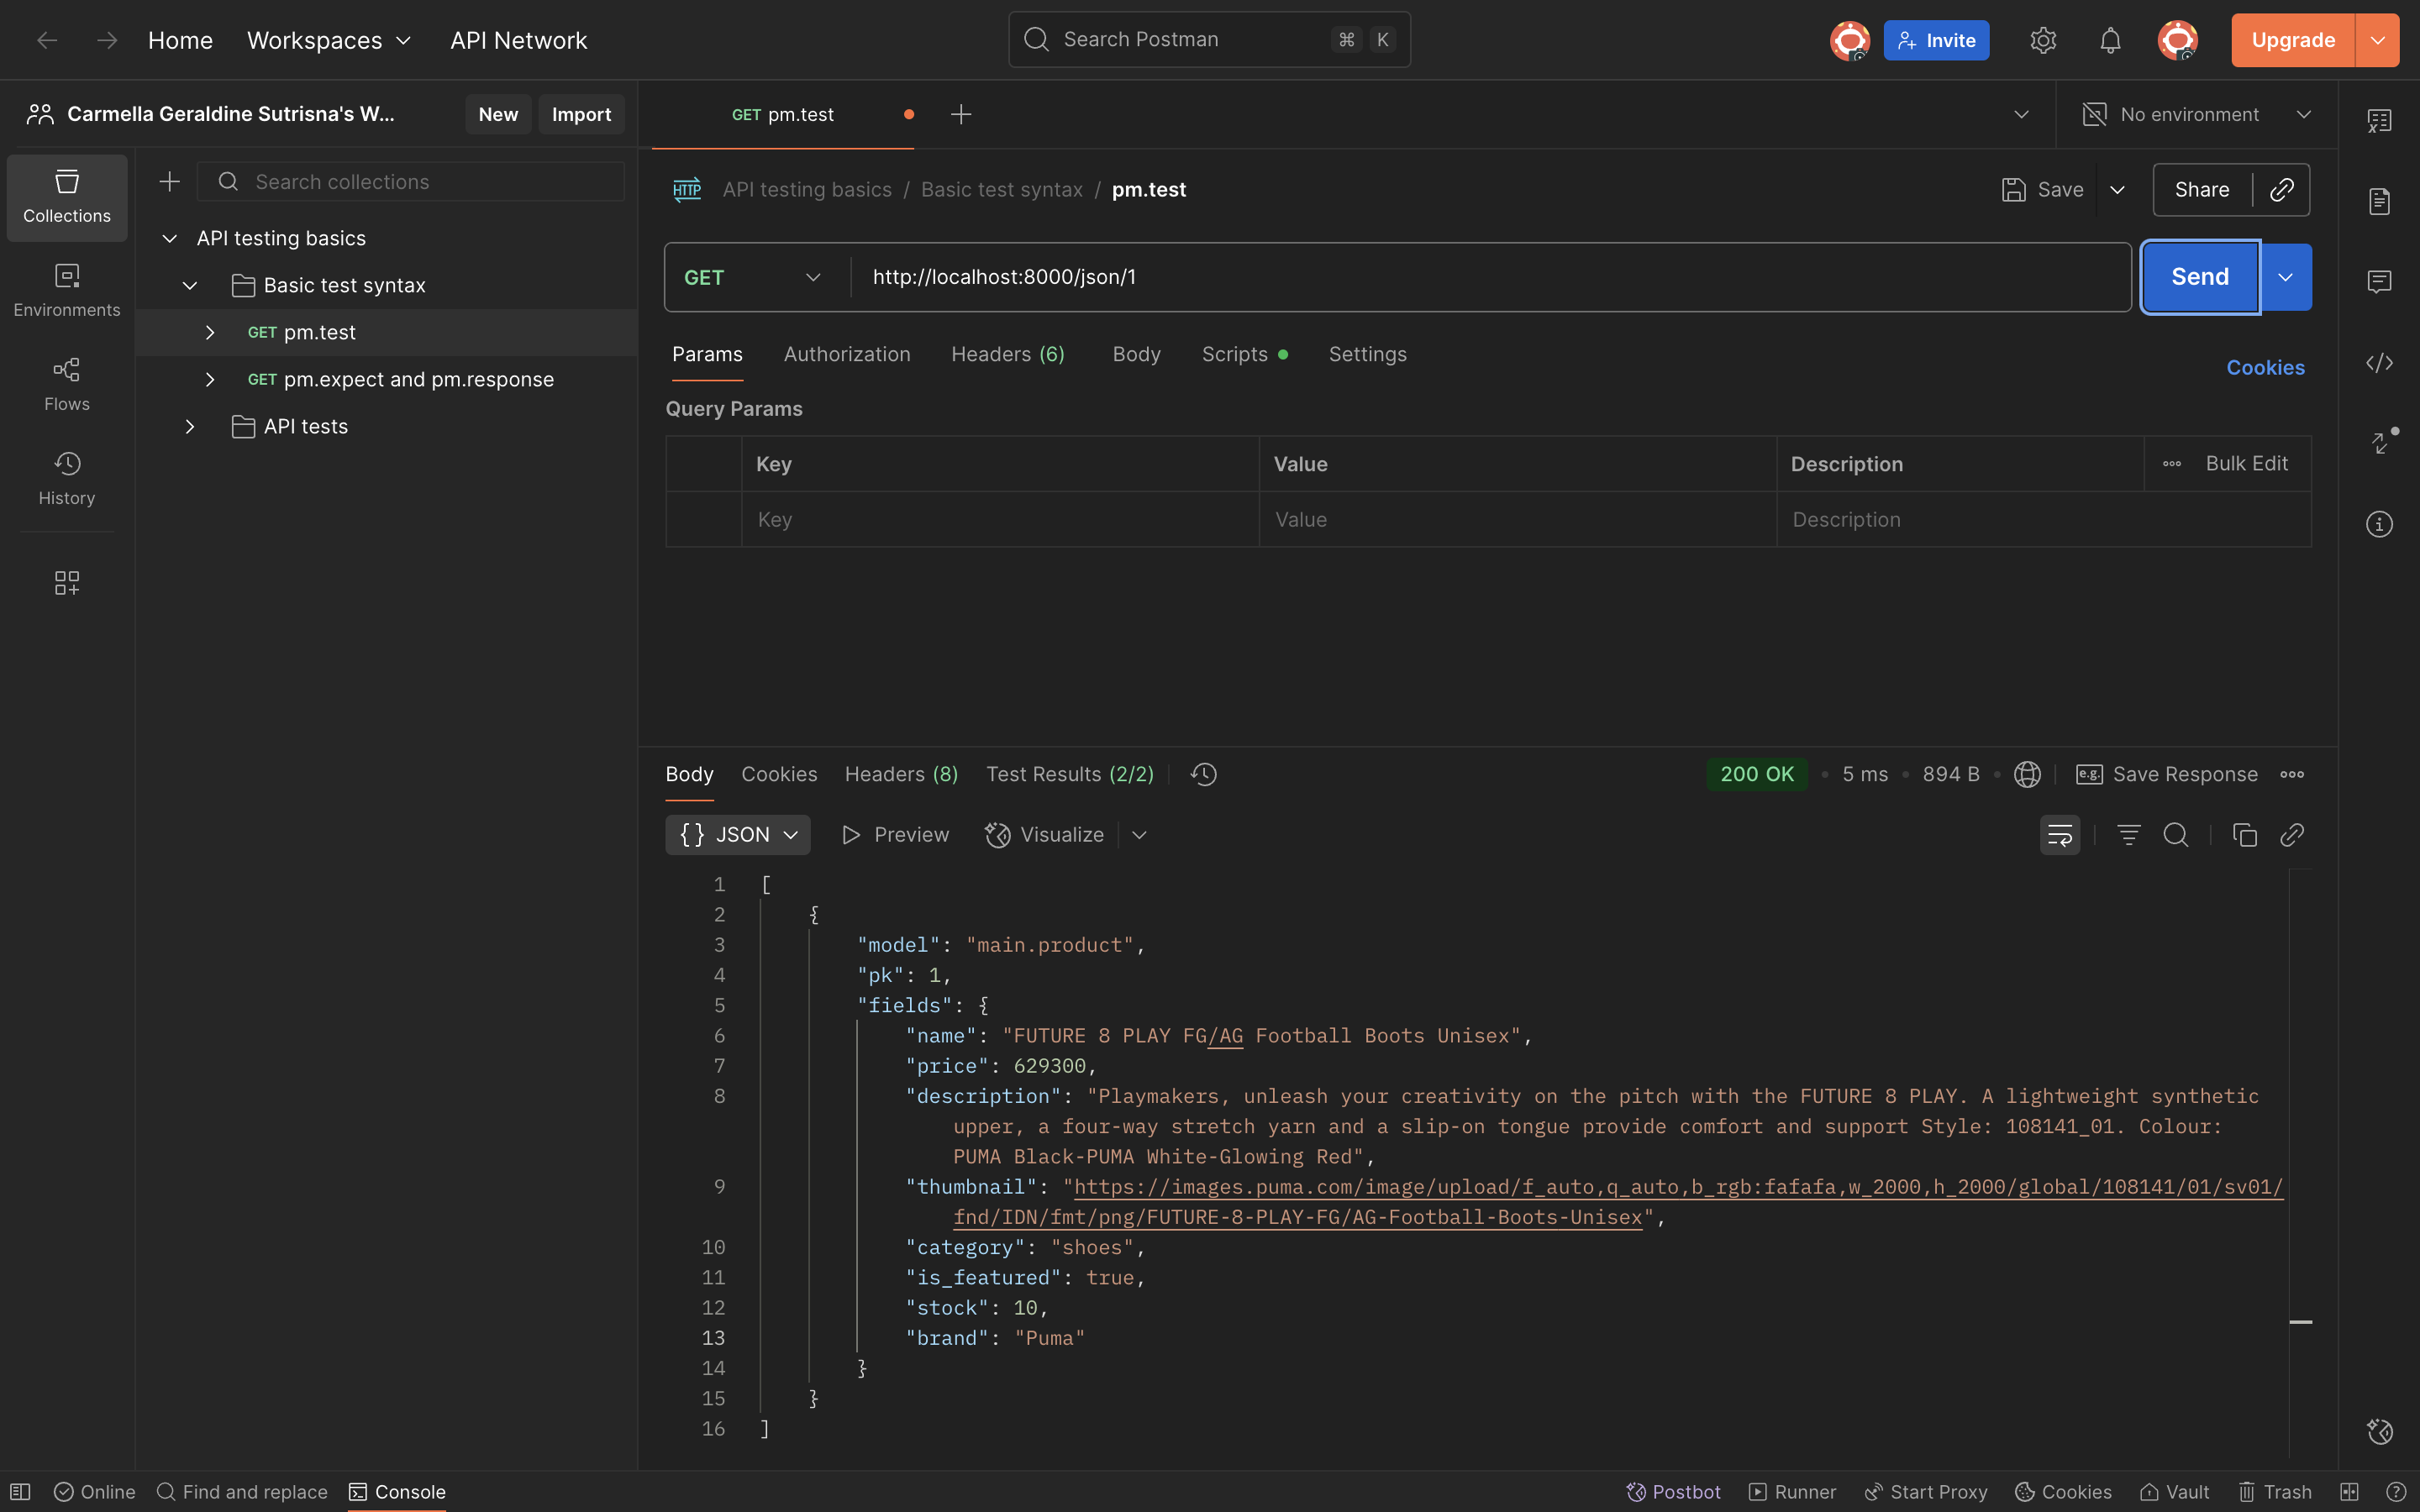 Home Workspaces API Network Search Postman ⌘ K Invite Upgrade
Carmella Geraldine Sutrisna's W... New Import GET pm.test No environment
Collections
Environments
Flows
History
Search collections
API testing basics
Basic test syntax
GET pm.test
GET pm.expect and pm.response
API tests
HTTP API testing basics / Basic test syntax / pm.test Save Share
GET http://localhost:8000/json/1 Send
Params Authorization Headers (6) Body Scripts Settings Cookies
Query Params
Key Value Description Bulk Edit
Key Value Description
Body Cookies Headers (8) Test Results (2/2) 200 OK 5 ms 894 B e.g. Save Response
{} JSON Preview Visualize
1 [
2 {
3 "model": "main.product",
4 "pk": 1,
5 "fields": {
6 "name": "FUTURE 8 PLAY FG/AG Football Boots Unisex",
7 "price": 629300,
8 "description": "Playmakers, unleash your creativity on the pitch with the FUTURE 8 PLAY. A lightweight synthetic
upper, a four-way stretch yarn and a slip-on tongue provide comfort and support Style: 108141_01. Colour:
PUMA Black-PUMA White-Glowing Red",
9 "thumbnail": "https://images.puma.com/image/upload/f_auto,q_auto,b_rgb:fafafa,w_2000,h_2000/global/108141/01/sv01/
fnd/IDN/fmt/png/FUTURE-8-PLAY-FG/AG-Football-Boots-Unisex",
10 "category": "shoes",
11 "is_featured": true,
12 "stock": 10,
13 "brand": "Puma"
14 }
15 }
16 ]
Online Find and replace Console Postbot Runner Start Proxy Cookies Vault Trash